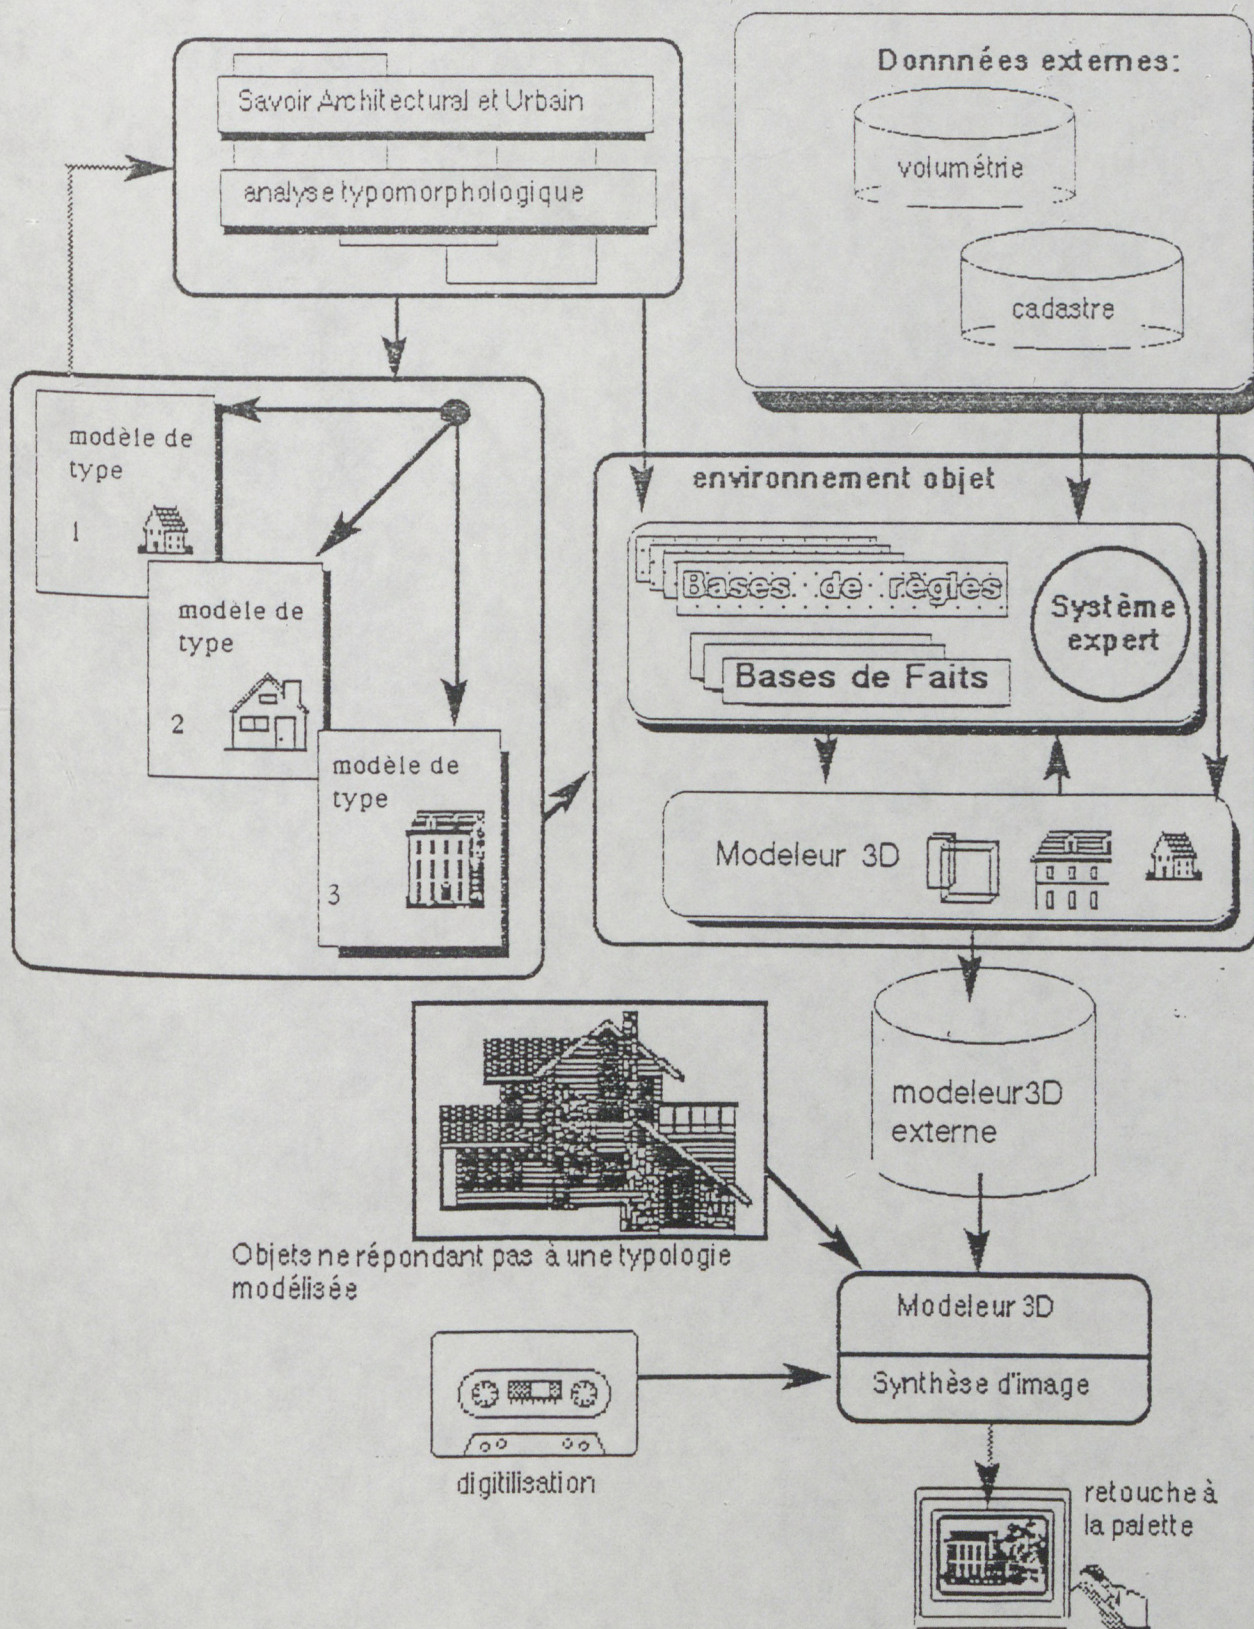 Savoir Architectural et Urbain
analyse typomorphologique
Donnnées externes:
volumétrie
cadastre
modèle de
type
1
modèle de
type
2
modèle de
type
3
environnement objet
Bases de règles
Bases de Faits
Système
expert
Modeleur 3D
modeleur3D
externe
Objets ne répondant pas à une typologie
modélisée
Modeleur 3D
Synthèse d'image
digitilisation
retouche à
la palette